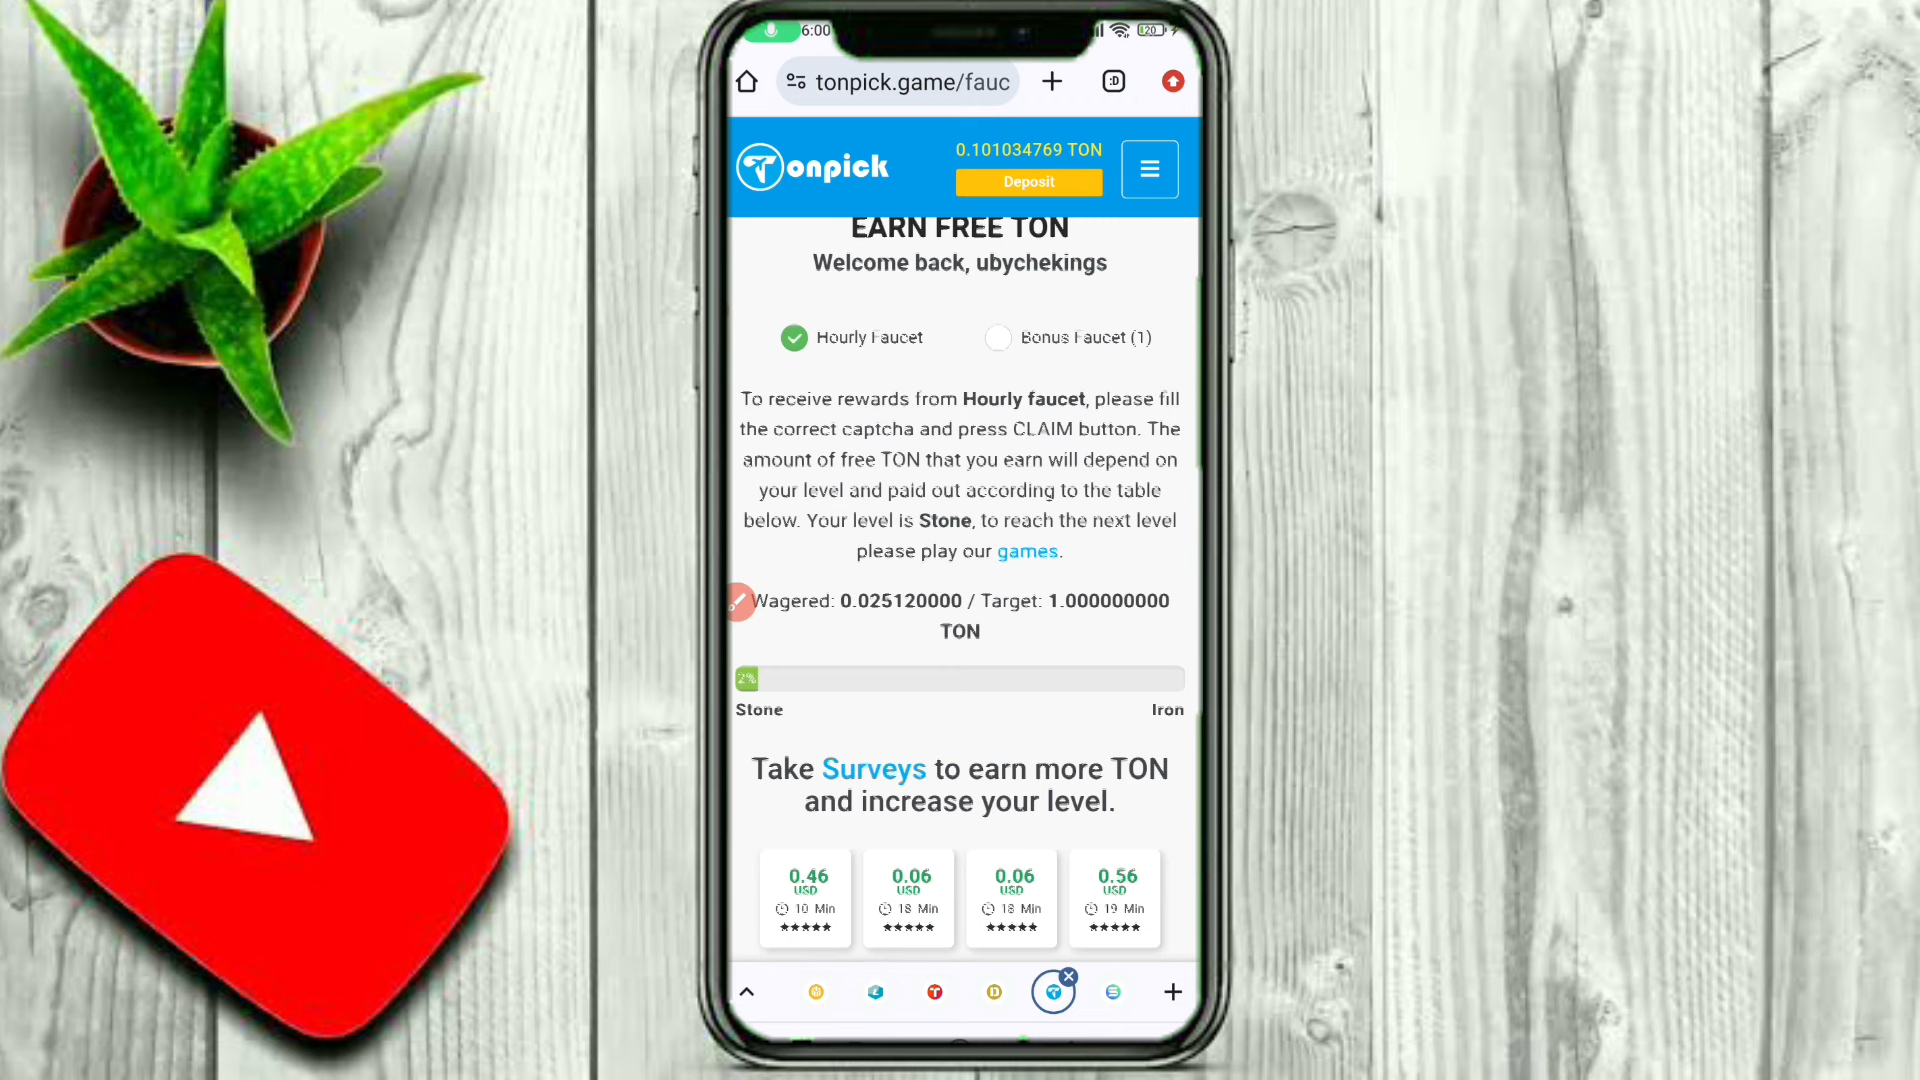 6:00
20
tonpick.game/fauc
:D
Tonpick
0.101034769 TON
Deposit
EARN FREE TON
Welcome back, ubychekings
Hourly Faucet
Bonus Faucet (1)
To receive rewards from Hourly faucet, please fill
the correct captcha and press CLAIM button. The
amount of free TON that you earn will depend on
your level and paid out according to the table
below. Your level is Stone, to reach the next level
please play our games.
Wagered: 0.025120000 / Target: 1.000000000
TON
2%
Stone
Iron
Take Surveys to earn more TON
and increase your level.
0.46
USD
10 Min
0.06
USD
18 Min
0.06
USD
18 Min
0.56
USD
19 Min